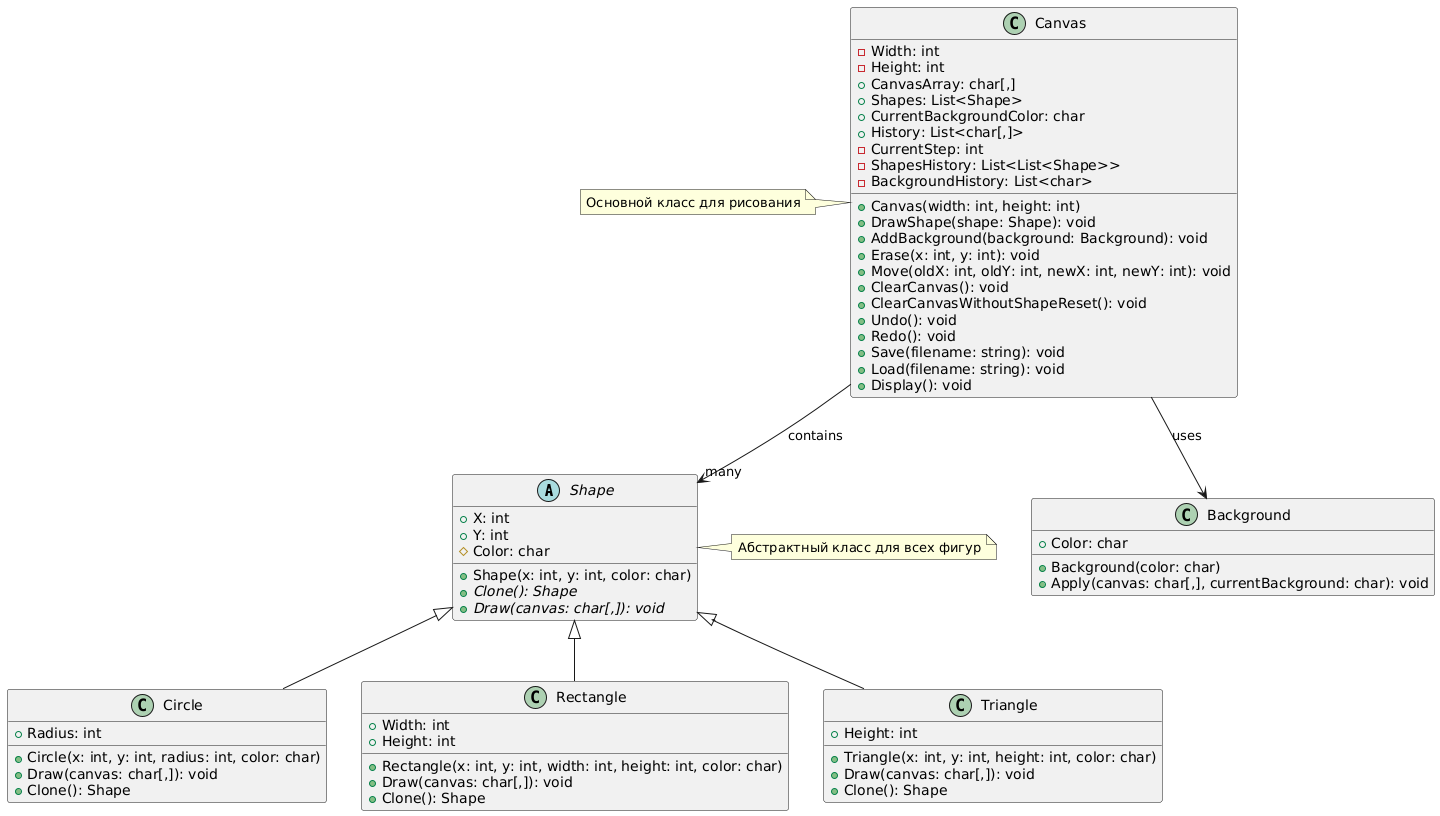 C Canvas
Width: int
Height: int
CanvasArray: char[,]
Shapes: List<Shape>
CurrentBackgroundColor: char
History: List<char[,]>
CurrentStep: int
ShapesHistory: List<List<Shape>>
BackgroundHistory: List<char>
Canvas(width: int, height: int)
DrawShape(shape: Shape): void
AddBackground(background: Background): void
Erase(x: int, y: int): void
Move(oldX: int, oldY: int, newX: int, newY: int): void
ClearCanvas(): void
ClearCanvasWithoutShapeReset(): void
Undo(): void
Redo(): void
Save(filename: string): void
Load(filename: string): void
Display(): void
Основной класс для рисования
contains
uses
many
A Shape
X: int
Y: int
Color: char
Shape(x: int, y: int, color: char)
Clone(): Shape
Draw(canvas: char[,]): void
Абстрактный класс для всех фигур
C Background
Color: char
Background(color: char)
Apply(canvas: char[,], currentBackground: char): void
C Circle
Radius: int
Circle(x: int, y: int, radius: int, color: char)
Draw(canvas: char[,]): void
Clone(): Shape
C Rectangle
Width: int
Height: int
Rectangle(x: int, y: int, width: int, height: int, color: char)
Draw(canvas: char[,]): void
Clone(): Shape
C Triangle
Height: int
Triangle(x: int, y: int, height: int, color: char)
Draw(canvas: char[,]): void
Clone(): Shape